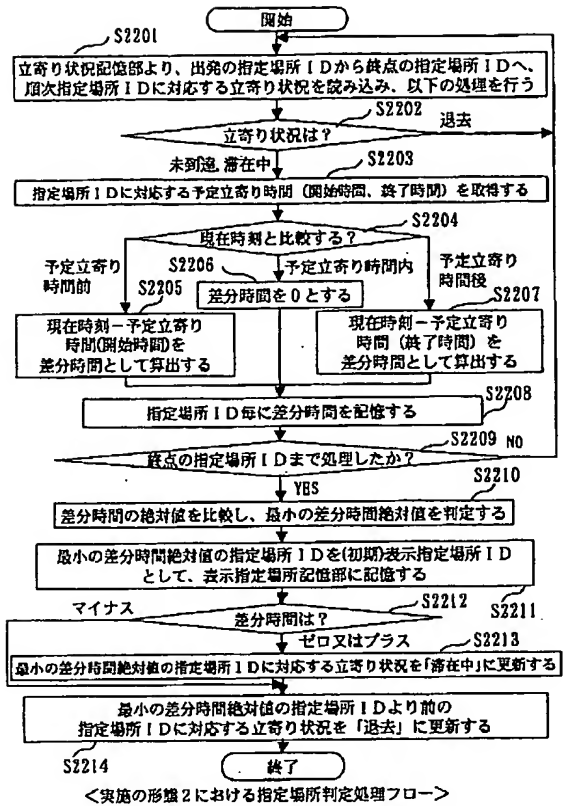 開始
S2201
立寄り状況記憶部より、出発の指定場所IDから終点の指定場所IDへ、
順次指定場所IDに対応する立寄り状況を読み込み、以下の処理を行う
S2202
立寄り状況は?
退去
未到達、滞在中
S2203
指定場所IDに対応する予定立寄り時間(開始時間、終了時間)を取得する
S2204
現在時刻と比較する?
予定立寄り
時間前
S2206
予定立寄り時間内
予定立寄り
時間後
差分時間を0とする
S2205
S2207
現在時刻-予定立寄り
時間(開始時間)を
差分時間として算出する
現在時刻-予定立寄り
時間(終了時間)を
差分時間として算出する
S2208
指定場所ID毎に差分時間を記憶する
S2209
NO
終点の指定場所IDまで処理したか?
YES
S2210
差分時間の絶対値を比較し、最小の差分時間絶対値を判定する
最小の差分時間絶対値の指定場所IDを(初期)表示指定場所ID
として、表示指定場所記憶部に記憶する
S2211
マイナス
S2212
差分時間は?
ゼロ又はプラス
S2213
最小の差分時間絶対値の指定場所IDに対応する立寄り状況を「滞在中」に更新する
最小の差分時間絶対値の指定場所IDより前の
指定場所IDに対応する立寄り状況を「退去」に更新する
S2214
終了
<実施の形態2における指定場所判定処理フロー>